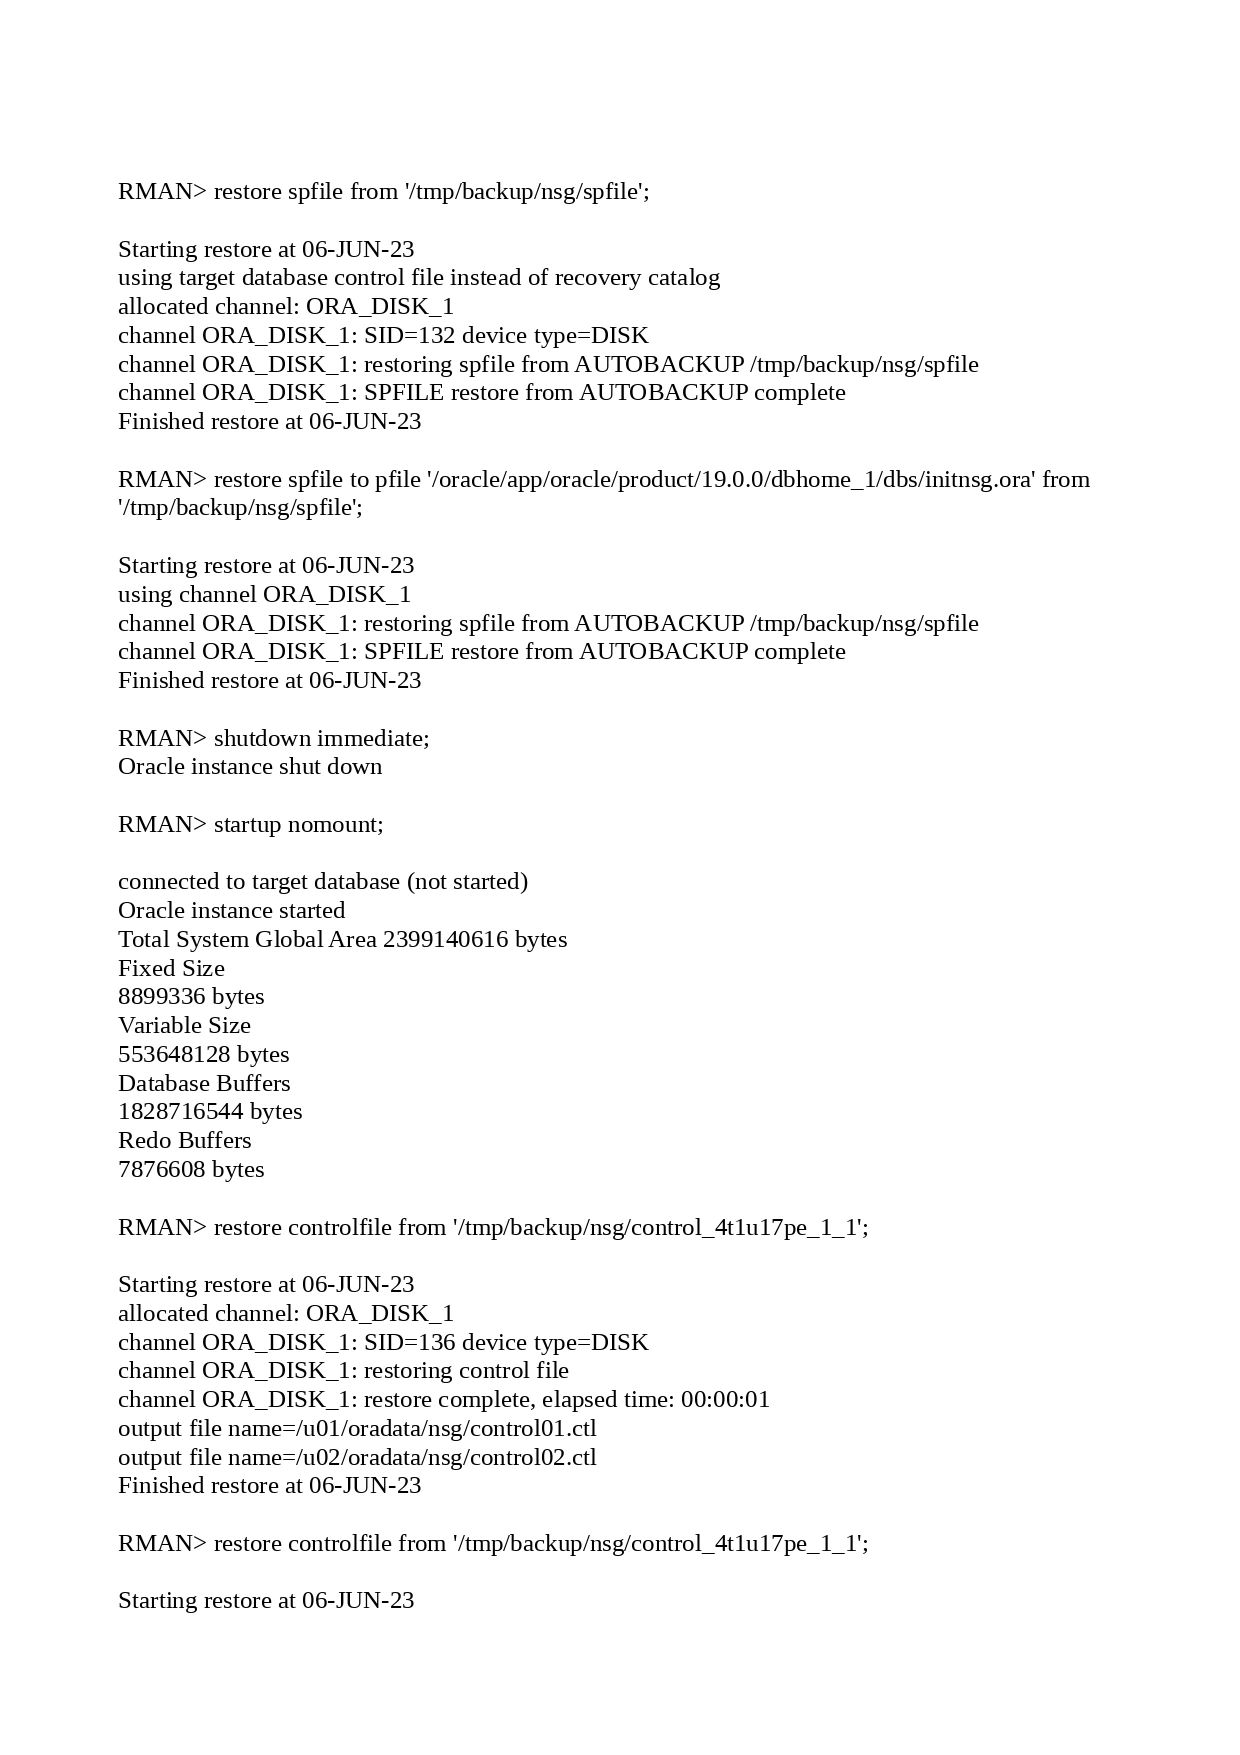 RMAN> restore spfile from '/tmp/backup/nsg/spfile';
Starting restore at 06-JUN-23
using target database control file instead of recovery catalog
allocated channel: ORA_DISK_1
channel ORA_DISK_1: SID=132 device type=DISK
channel ORA_DISK_1: restoring spfile from AUTOBACKUP /tmp/backup/nsg/spfile
channel ORA_DISK_1: SPFILE restore from AUTOBACKUP complete
Finished restore at 06-JUN-23
RMAN> restore spfile to pfile '/oracle/app/oracle/product/19.0.0/dbhome_1/dbs/initnsg.ora' from
'/tmp/backup/nsg/spfile';
Starting restore at 06-JUN-23
using channel ORA_DISK_1
channel ORA_DISK_1: restoring spfile from AUTOBACKUP /tmp/backup/nsg/spfile
channel ORA_DISK_1: SPFILE restore from AUTOBACKUP complete
Finished restore at 06-JUN-23
RMAN> shutdown immediate;
Oracle instance shut down
RMAN> startup nomount;
connected to target database (not started)
Oracle instance started
Total System Global Area 2399140616 bytes
Fixed Size
8899336 bytes
Variable Size
553648128 bytes
Database Buffers
1828716544 bytes
Redo Buffers
7876608 bytes
RMAN> restore controlfile from '/tmp/backup/nsg/control_4t1u17pe_1_1';
Starting restore at 06-JUN-23
allocated channel: ORA_DISK_1
channel ORA_DISK_1: SID=136 device type=DISK
channel ORA_DISK_1: restoring control file
channel ORA_DISK_1: restore complete, elapsed time: 00:00:01
output file name=/u01/oradata/nsg/control01.ctl
output file name=/u02/oradata/nsg/control02.ctl
Finished restore at 06-JUN-23
RMAN> restore controlfile from '/tmp/backup/nsg/control_4t1u17pe_1_1';
Starting restore at 06-JUN-23